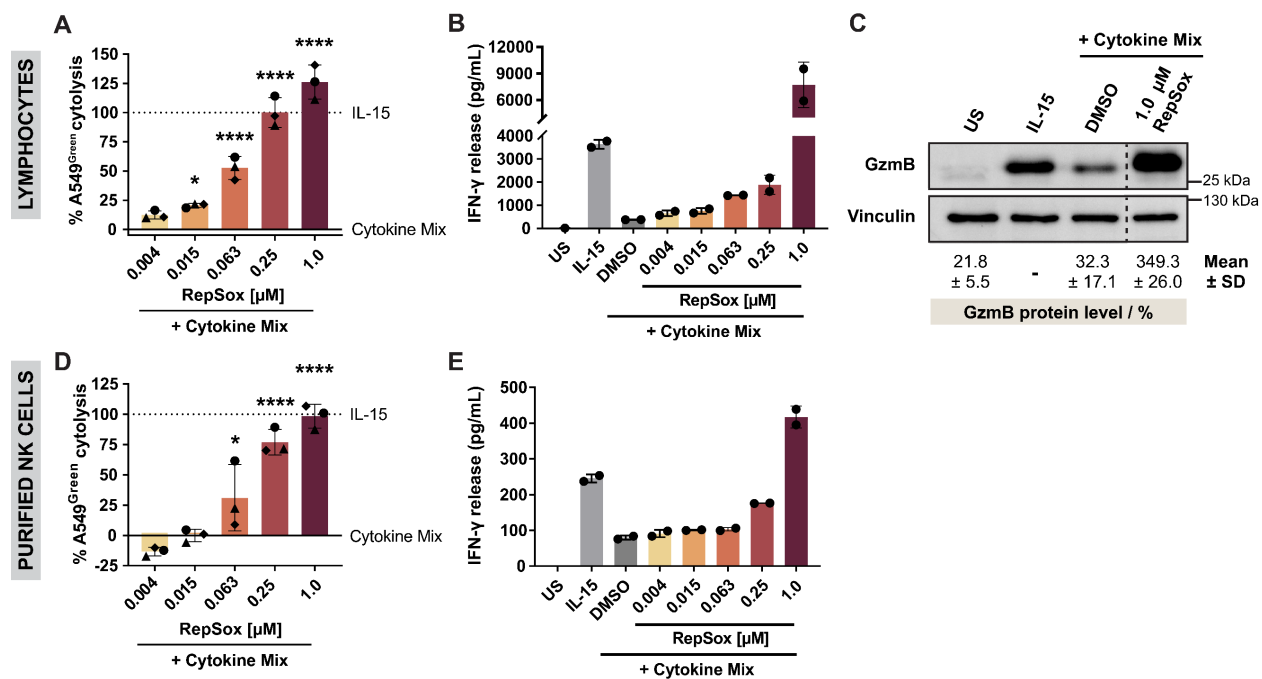 LYMPHOCYTES
A
% A549Green cytolysis
150
125
100
75
50
25
0
*
****
****
****
IL-15
Cytokine Mix
0.004
0.015
0.063
0.25
1.0
RepSox [µM]
+ Cytokine Mix
B
IFN-γ release (pg/mL)
12000
9000
6000
4000
3000
2000
1000
0
US
IL-15
DMSO
0.004
0.015
0.063
0.25
1.0
RepSox [µM]
+ Cytokine Mix
C
+ Cytokine Mix
US
IL-15
DMSO
1.0 µM
RepSox
GzmB
25 kDa
130 kDa
Vinculin
21.8 - 32.3 349.3 Mean
± 5.5 ± 17.1 ± 26.0 ± SD
GzmB protein level / %
PURIFIED NK CELLS
D
% A549Green cytolysis
125
100
75
50
25
0
-25
*
****
****
IL-15
Cytokine Mix
0.004
0.015
0.063
0.25
1.0
RepSox [µM]
+ Cytokine Mix
E
IFN-γ release (pg/mL)
500
400
300
200
100
0
US
IL-15
DMSO
0.004
0.015
0.063
0.25
1.0
RepSox [µM]
+ Cytokine Mix